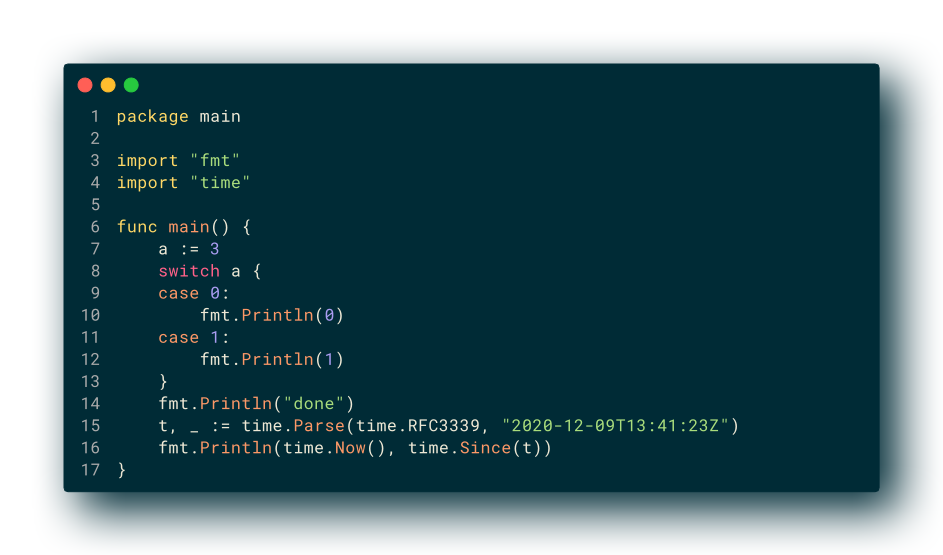 1 package main
2
3 import "fmt"
4 import "time"
5
6 func main() {
7     a := 3
8     switch a {
9     case 0:
10         fmt.Println(0)
11     case 1:
12         fmt.Println(1)
13     }
14     fmt.Println("done")
15     t, _ := time.Parse(time.RFC3339, "2020-12-09T13:41:23Z")
16     fmt.Println(time.Now(), time.Since(t))
17 }